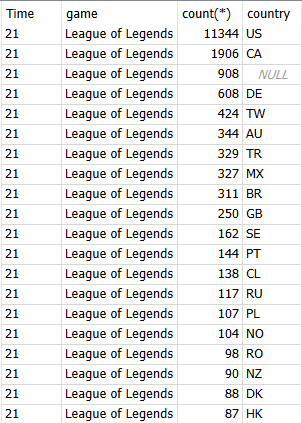 Time game count(*) country
21 League of Legends 11344 US
21 League of Legends 1906 CA
21 League of Legends 908 NULL
21 League of Legends 608 DE
21 League of Legends 424 TW
21 League of Legends 344 AU
21 League of Legends 329 TR
21 League of Legends 327 MX
21 League of Legends 311 BR
21 League of Legends 250 GB
21 League of Legends 162 SE
21 League of Legends 144 PT
21 League of Legends 138 CL
21 League of Legends 117 RU
21 League of Legends 107 PL
21 League of Legends 104 NO
21 League of Legends 98 RO
21 League of Legends 90 NZ
21 League of Legends 88 DK
21 League of Legends 87 HK